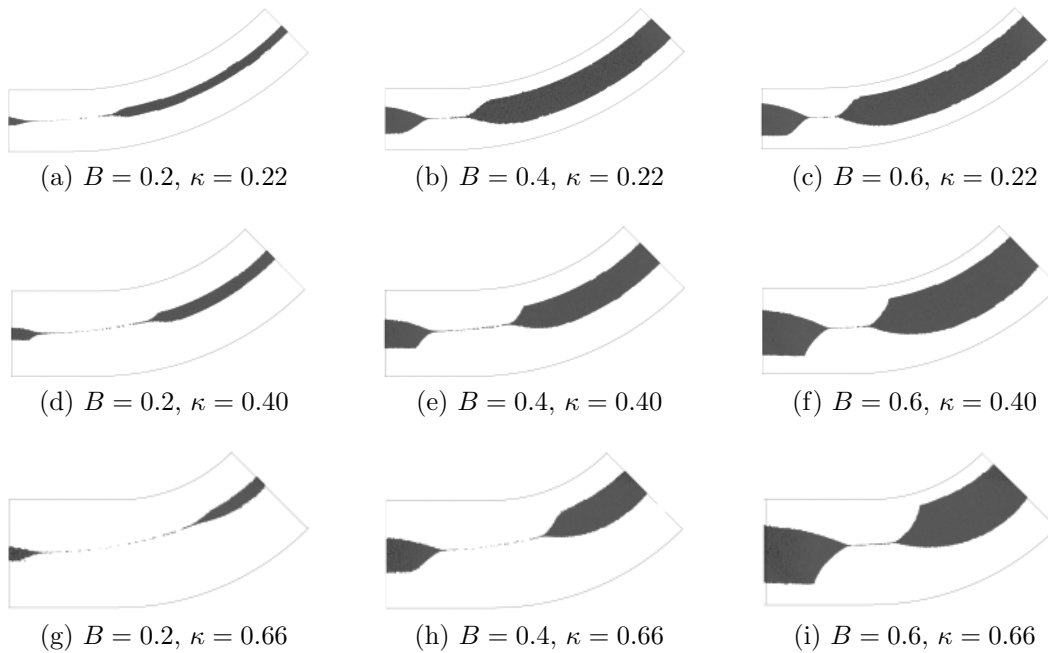 (a) B = 0.2, κ = 0.22
(b) B = 0.4, κ = 0.22
(c) B = 0.6, κ = 0.22
(d) B = 0.2, κ = 0.40
(e) B = 0.4, κ = 0.40
(f) B = 0.6, κ = 0.40
(g) B = 0.2, κ = 0.66
(h) B = 0.4, κ = 0.66
(i) B = 0.6, κ = 0.66